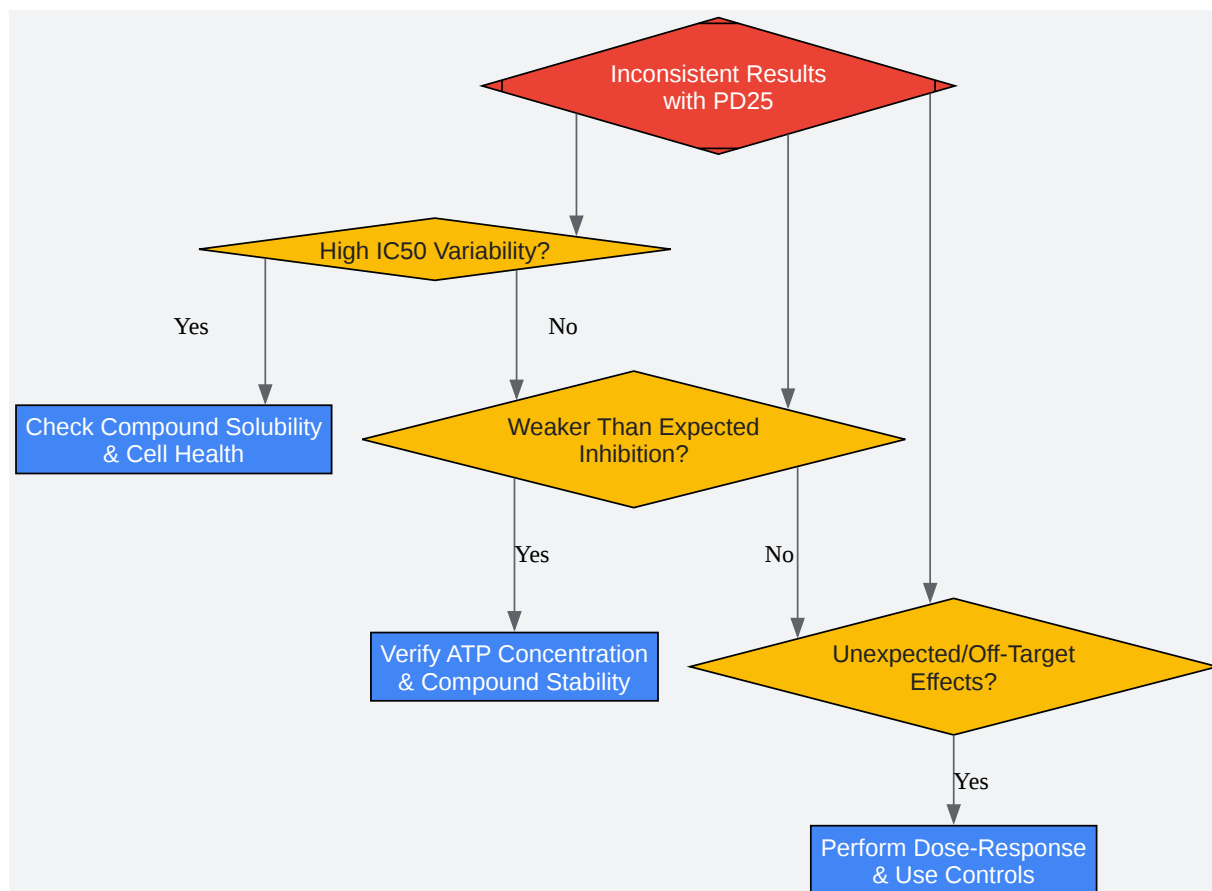 Inconsistent Results
with PD25
High IC50 Variability?
Yes
No
Check Compound Solubility
& Cell Health
Weaker Than Expected
Inhibition?
Yes
No
Verify ATP Concentration
& Compound Stability
Unexpected/Off-Target
Effects?
Yes
Perform Dose-Response
& Use Controls